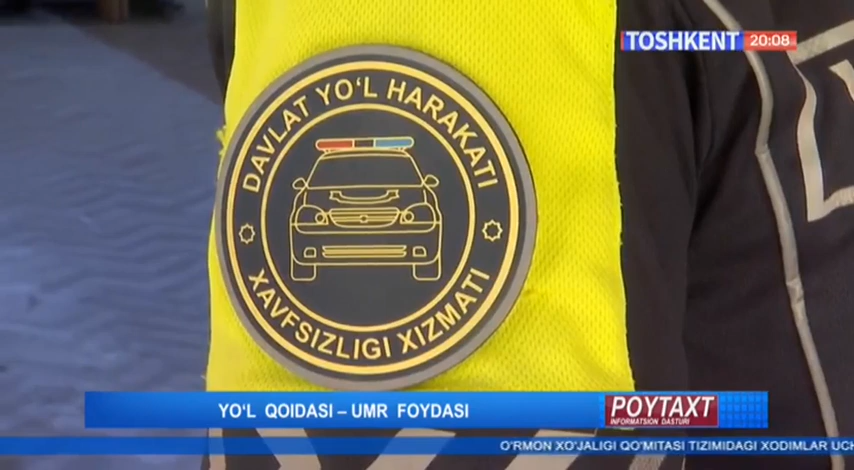 TOSHKENT 20:08
DAVLAT YO'L HARAKATI
XAVFSIZLIGI XIZMATI
YO'L QOIDASI – UMR FOYDASI
POYTAXT
INFORMATSION DASTURI
O'RMON XO'JALIGI QO'MITASI TIZIMIDAGI XODIMLAR UCH